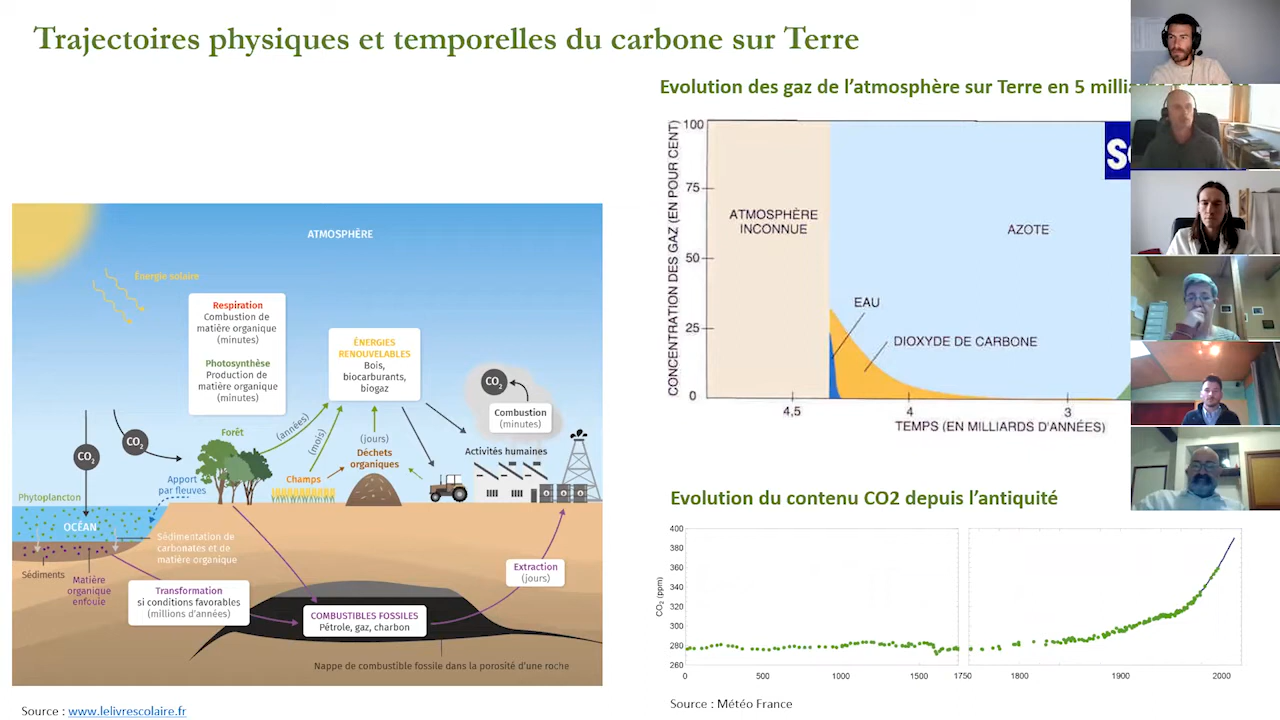 Trajectoires physiques et temporelles du carbone sur Terre
ATMOSPHÈRE
Énergie solaire
Respiration
Combustion de
matière organique
(minutes)
Photosynthèse
Production de
matière organique
(minutes)
ÉNERGIES
RENOUVELABLES
Bois,
biocarburants,
biogaz
CO2
Combustion
(minutes)
CO2
CO2
Forêt
(années)
(mois)
(jours)
Déchets
organiques
Activités humaines
Champs
Apport
par fleuves
Phytoplancton
OCÉAN
Sédimentation de
carbonates et de
matière organique
Sédiments
Matière
organique
enfouie
Transformation
si conditions favorables
(millions d'années)
Extraction
(jours)
COMBUSTIBLES FOSSILES
Pétrole, gaz, charbon
Nappe de combustible fossile dans la porosité d'une roche
Source : www.lelivrescolaire.fr
Evolution des gaz de l'atmosphère sur Terre en 5
CONCENTRATION DES GAZ (EN POUR CENT)
100
75
50
25
0
ATMOSPHÈRE
INCONNUE
AZOTE
EAU
DIOXYDE DE CARBONE
4,5
4
3
TEMPS (EN MILLIARDS D'ANNÉES)
Evolution du contenu CO2 depuis l'antiquité
CO2 (ppm)
400
380
360
340
320
300
280
260
0
500
1000
1500
1750
1800
1900
2000
Source : Météo France